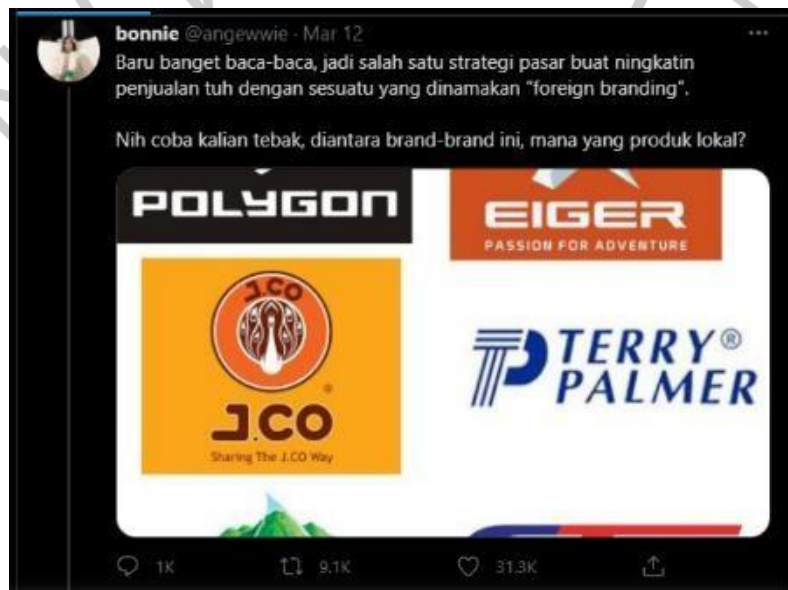 bonnie @angewwie · Mar 12
Baru banget baca-baca, jadi salah satu strategi pasar buat ningkatin
penjualan tuh dengan sesuatu yang dinamakan "foreign branding".
Nih coba kalian tebak, diantara brand-brand ini, mana yang produk lokal?
POLYGON
EIGER
PASSION FOR ADVENTURE
J.CO
J.CO
Sharing The J.CO Way
TERRY®
PALMER
1K
9.1K
31.3K